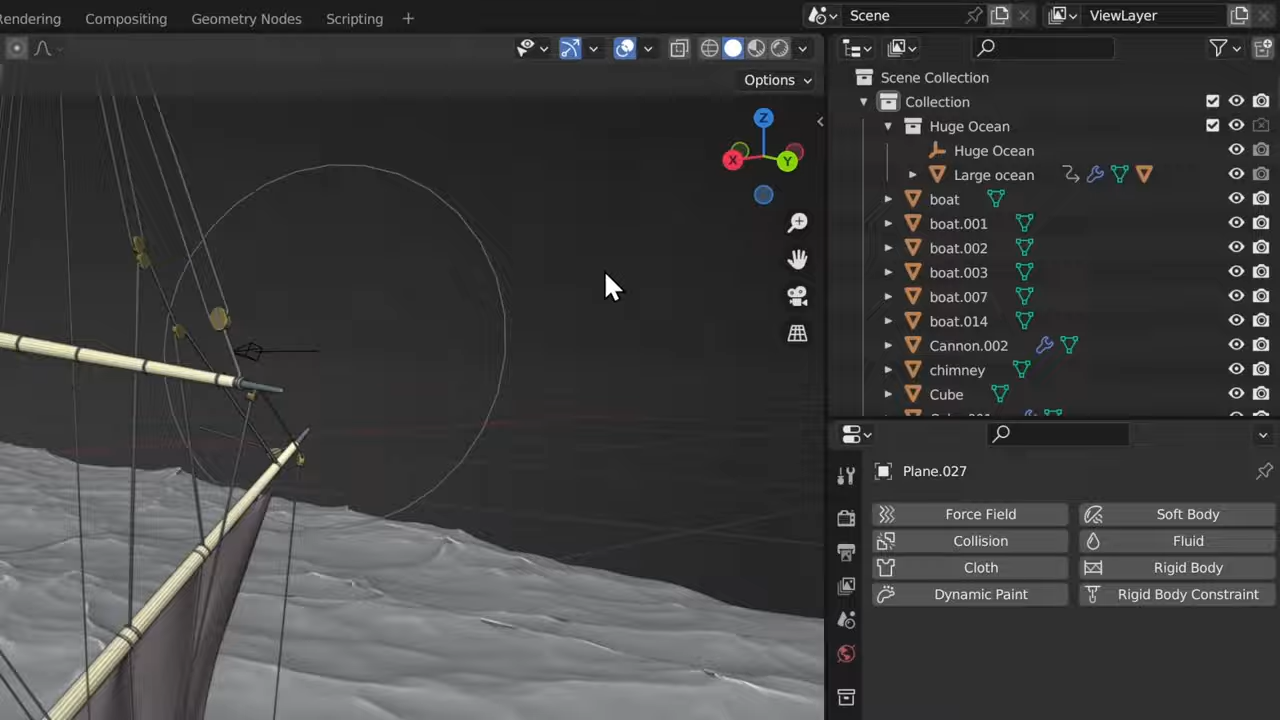 Rendering Compositing Geometry Nodes Scripting +
Scene
ViewLayer
Options
Z
X
Y
Scene Collection
Collection
Huge Ocean
Huge Ocean
Large ocean
boat
boat.001
boat.002
boat.003
boat.007
boat.014
Cannon.002
chimney
Cube
Plane.027
Force Field
Soft Body
Collision
Fluid
Cloth
Rigid Body
Dynamic Paint
Rigid Body Constraint